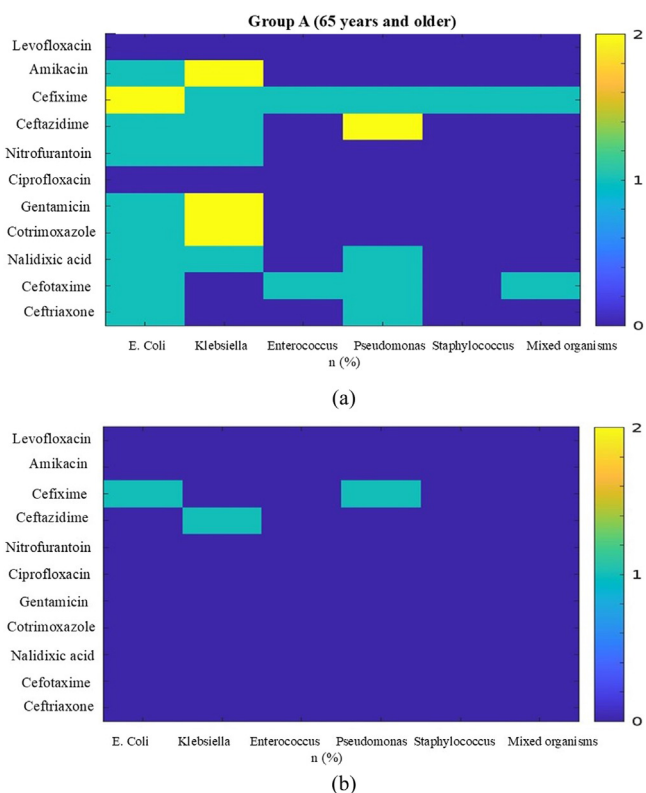 Group A (65 years and older)
Levofloxacin
Amikacin
Cefixime
Ceftazidime
Nitrofurantoin
Ciprofloxacin
Gentamicin
Cotrimoxazole
Nalidixic acid
Cefotaxime
Ceftriaxone
2
1
0
E. Coli Klebsiella Enterococcus Pseudomonas Staphylococcus Mixed organisms
n (%)
(a)
Levofloxacin
Amikacin
Cefixime
Ceftazidime
Nitrofurantoin
Ciprofloxacin
Gentamicin
Cotrimoxazole
Nalidixic acid
Cefotaxime
Ceftriaxone
2
1
0
E. Coli Klebsiella Enterococcus Pseudomonas Staphylococcus Mixed organisms
n (%)
(b)